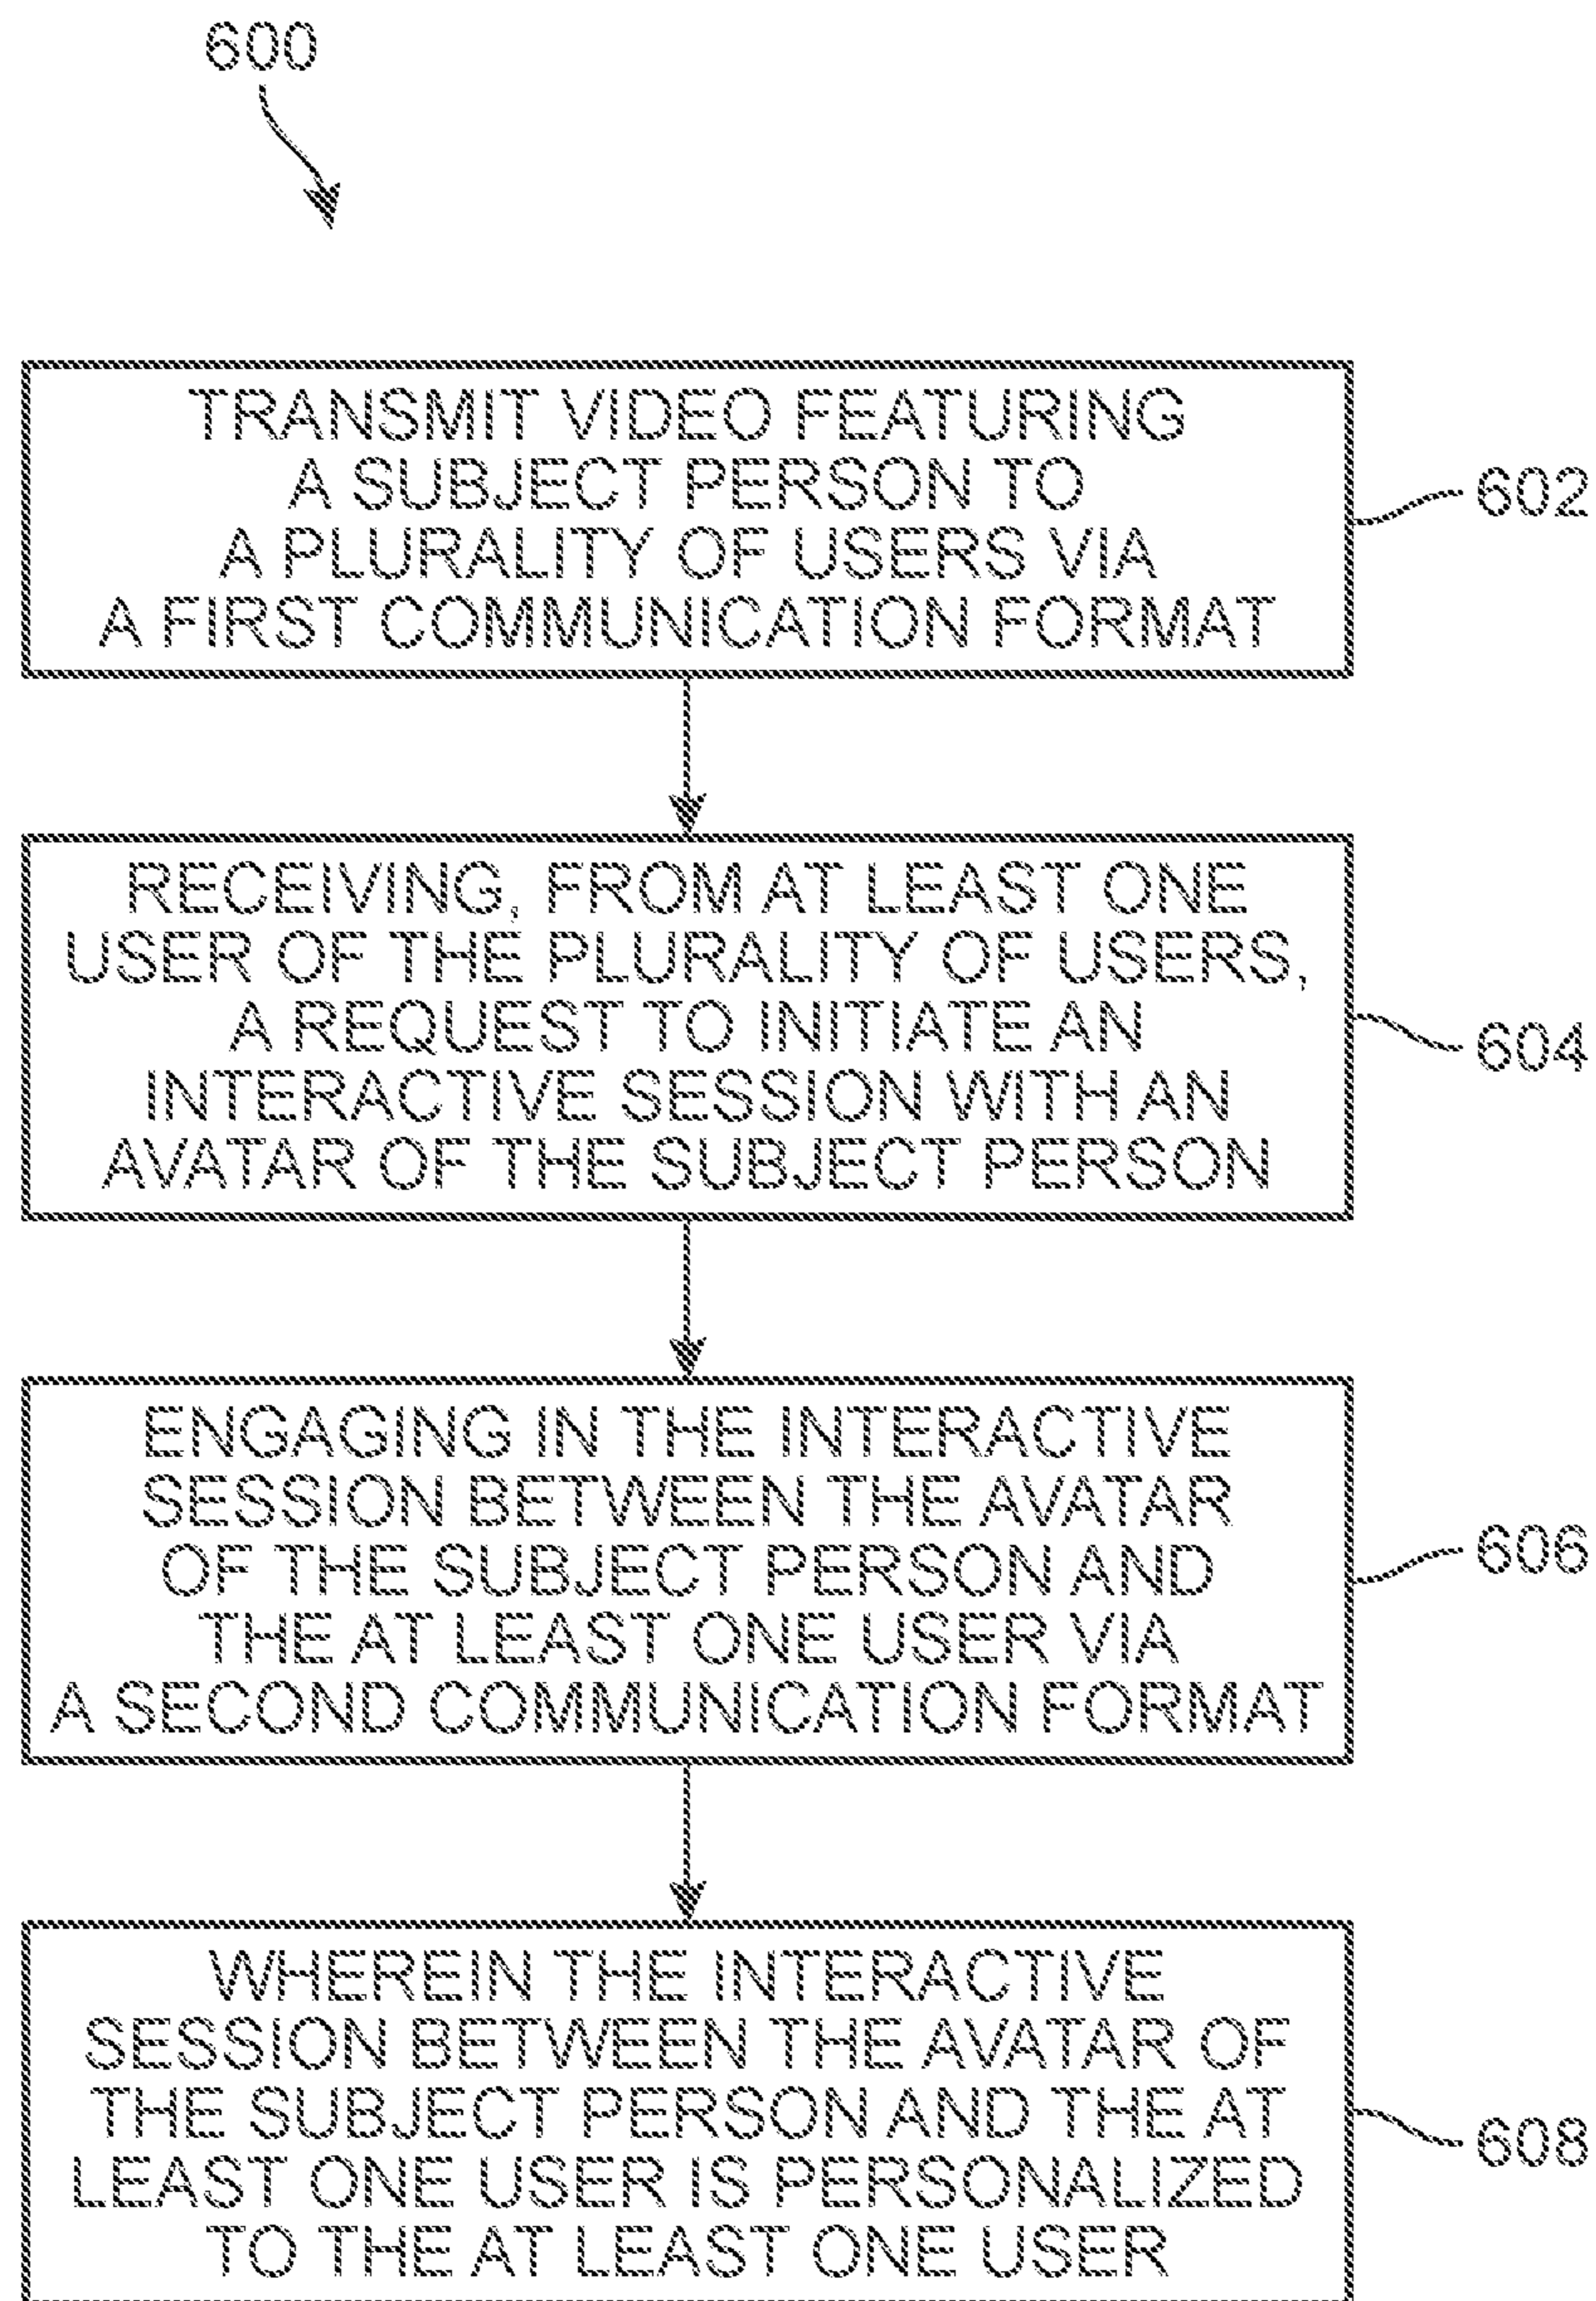 600
TRANSMIT VIDEO FEATURING
A SUBJECT PERSON TO
A PLURALITY OF USERS VIA
A FIRST COMMUNICATION FORMAT
602
RECEIVING, FROM AT LEAST ONE
USER OF THE PLURALITY OF USERS,
A REQUEST TO INITIATE AN
INTERACTIVE SESSION WITH AN
AVATAR OF THE SUBJECT PERSON
604
ENGAGING IN THE INTERACTIVE
SESSION BETWEEN THE AVATAR
OF THE SUBJECT PERSON AND
THE AT LEAST ONE USER VIA
A SECOND COMMUNICATION FORMAT
606
WHEREIN THE INTERACTIVE
SESSION BETWEEN THE AVATAR OF
THE SUBJECT PERSON AND THE AT
LEAST ONE USER IS PERSONALIZED
TO THE AT LEAST ONE USER
608